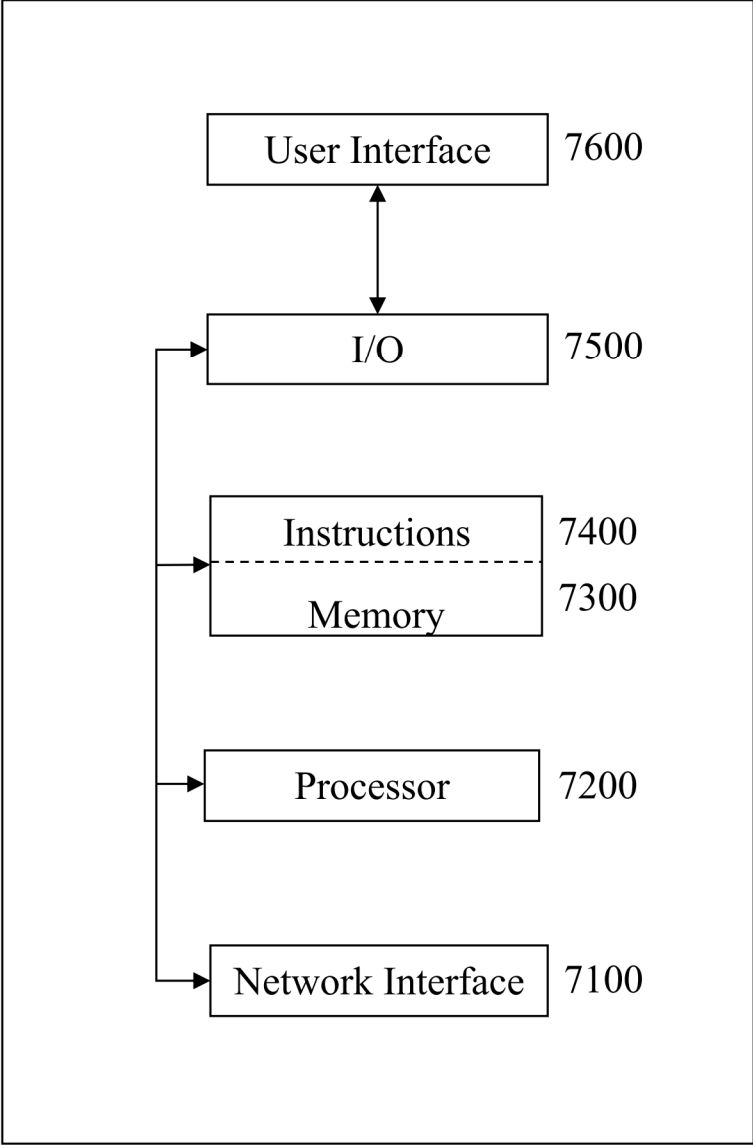 User Interface 7600
I/O 7500
Instructions 7400
Memory 7300
Processor 7200
Network Interface 7100